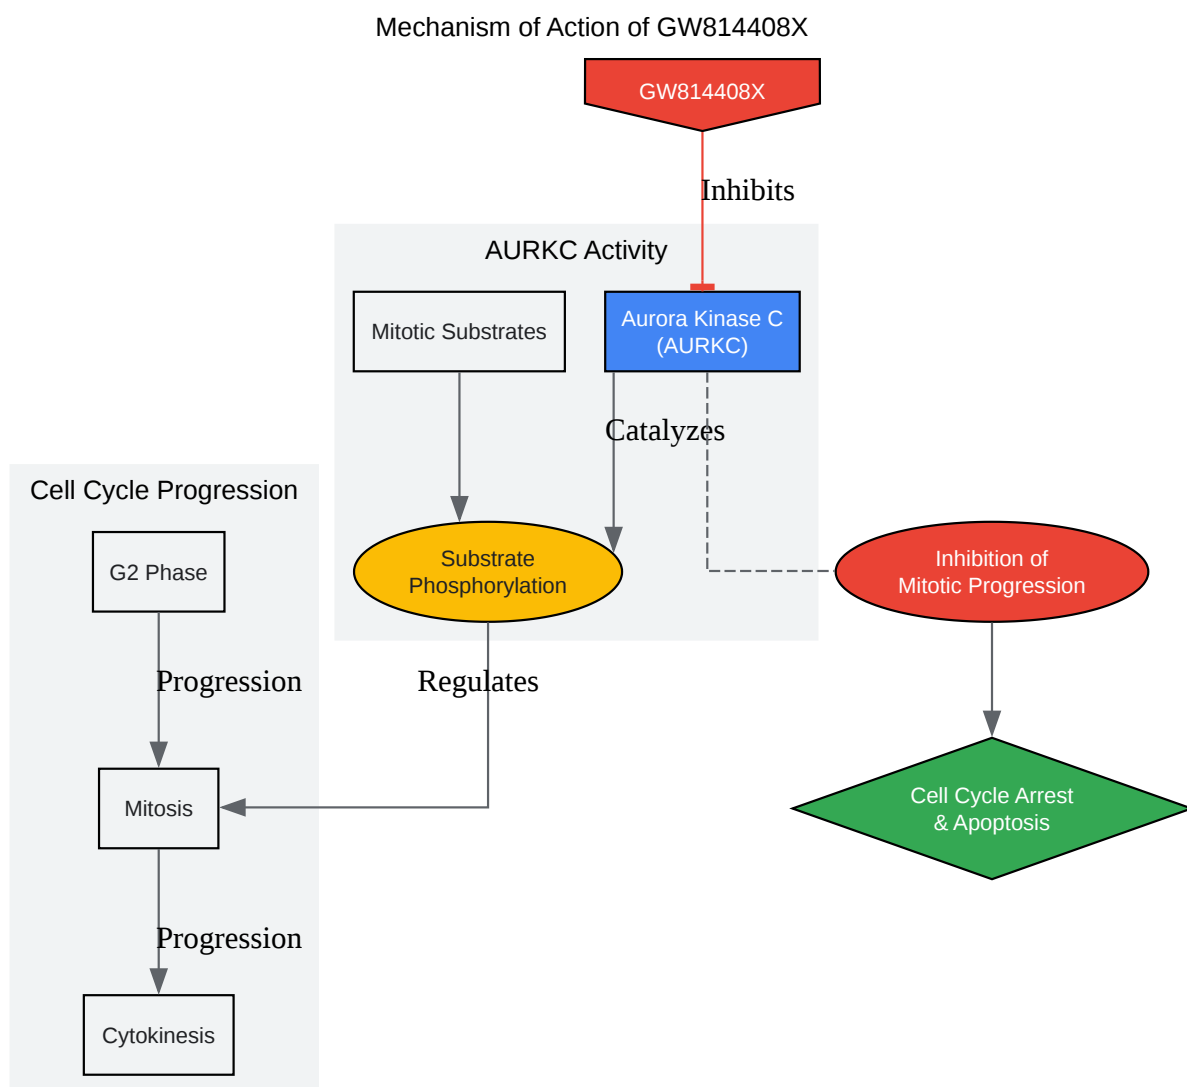 Mechanism of Action of GW814408X
GW814408X
Inhibits
AURKC Activity
Mitotic Substrates
Aurora Kinase C
(AURKC)
Catalyzes
Cell Cycle Progression
G2 Phase
Substrate
Phosphorylation
Inhibition of
Mitotic Progression
Progression
Regulates
Mitosis
Cell Cycle Arrest
& Apoptosis
Progression
Cytokinesis